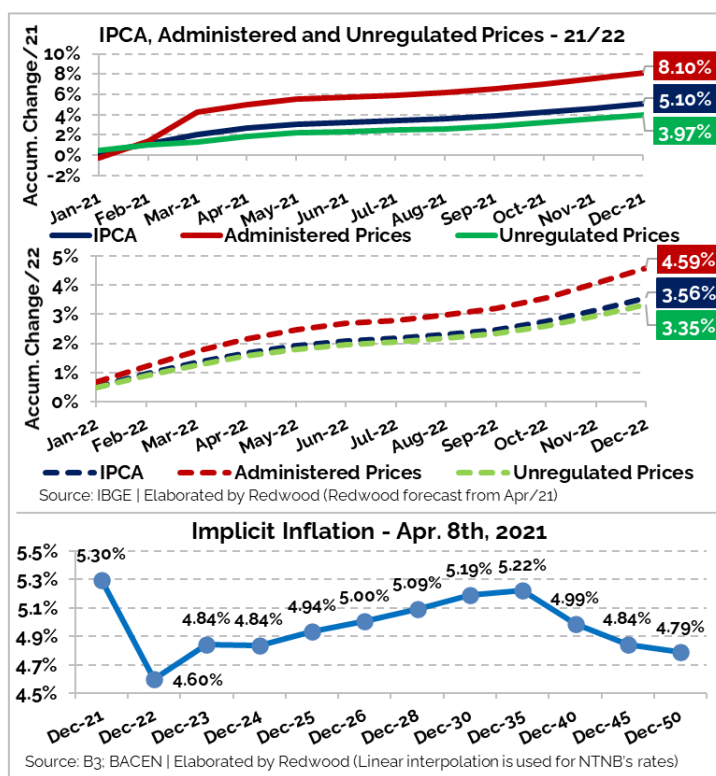 IPCA, Administered and Unregulated Prices - 21/22
Accum. Change/21
10%
8%
6%
4%
2%
0%
-2%
8.10%
5.10%
3.97%
Jan-21 Feb-21 Mar-21 Apr-21 May-21 Jun-21 Jul-21 Aug-21 Sep-21 Oct-21 Nov-21 Dec-21
IPCA Administered Prices Unregulated Prices
Accum. Change/22
5%
4%
3%
2%
1%
0%
4.59%
3.56%
3.35%
Jan-22 Feb-22 Mar-22 Apr-22 May-22 Jun-22 Jul-22 Aug-22 Sep-22 Oct-22 Nov-22 Dec-22
IPCA Administered Prices Unregulated Prices
Source: IBGE | Elaborated by Redwood (Redwood forecast from Apr/21)
Implicit Inflation - Apr. 8th, 2021
5.5%
5.3%
5.1%
4.9%
4.7%
4.5%
5.30% 4.60% 4.84% 4.84% 4.94% 5.00% 5.09% 5.19% 5.22% 4.99% 4.84% 4.79%
Dec-21 Dec-22 Dec-23 Dec-24 Dec-25 Dec-26 Dec-28 Dec-30 Dec-35 Dec-40 Dec-45 Dec-50
Source: B3; BACEN | Elaborated by Redwood (Linear interpolation is used for NTNB's rates)